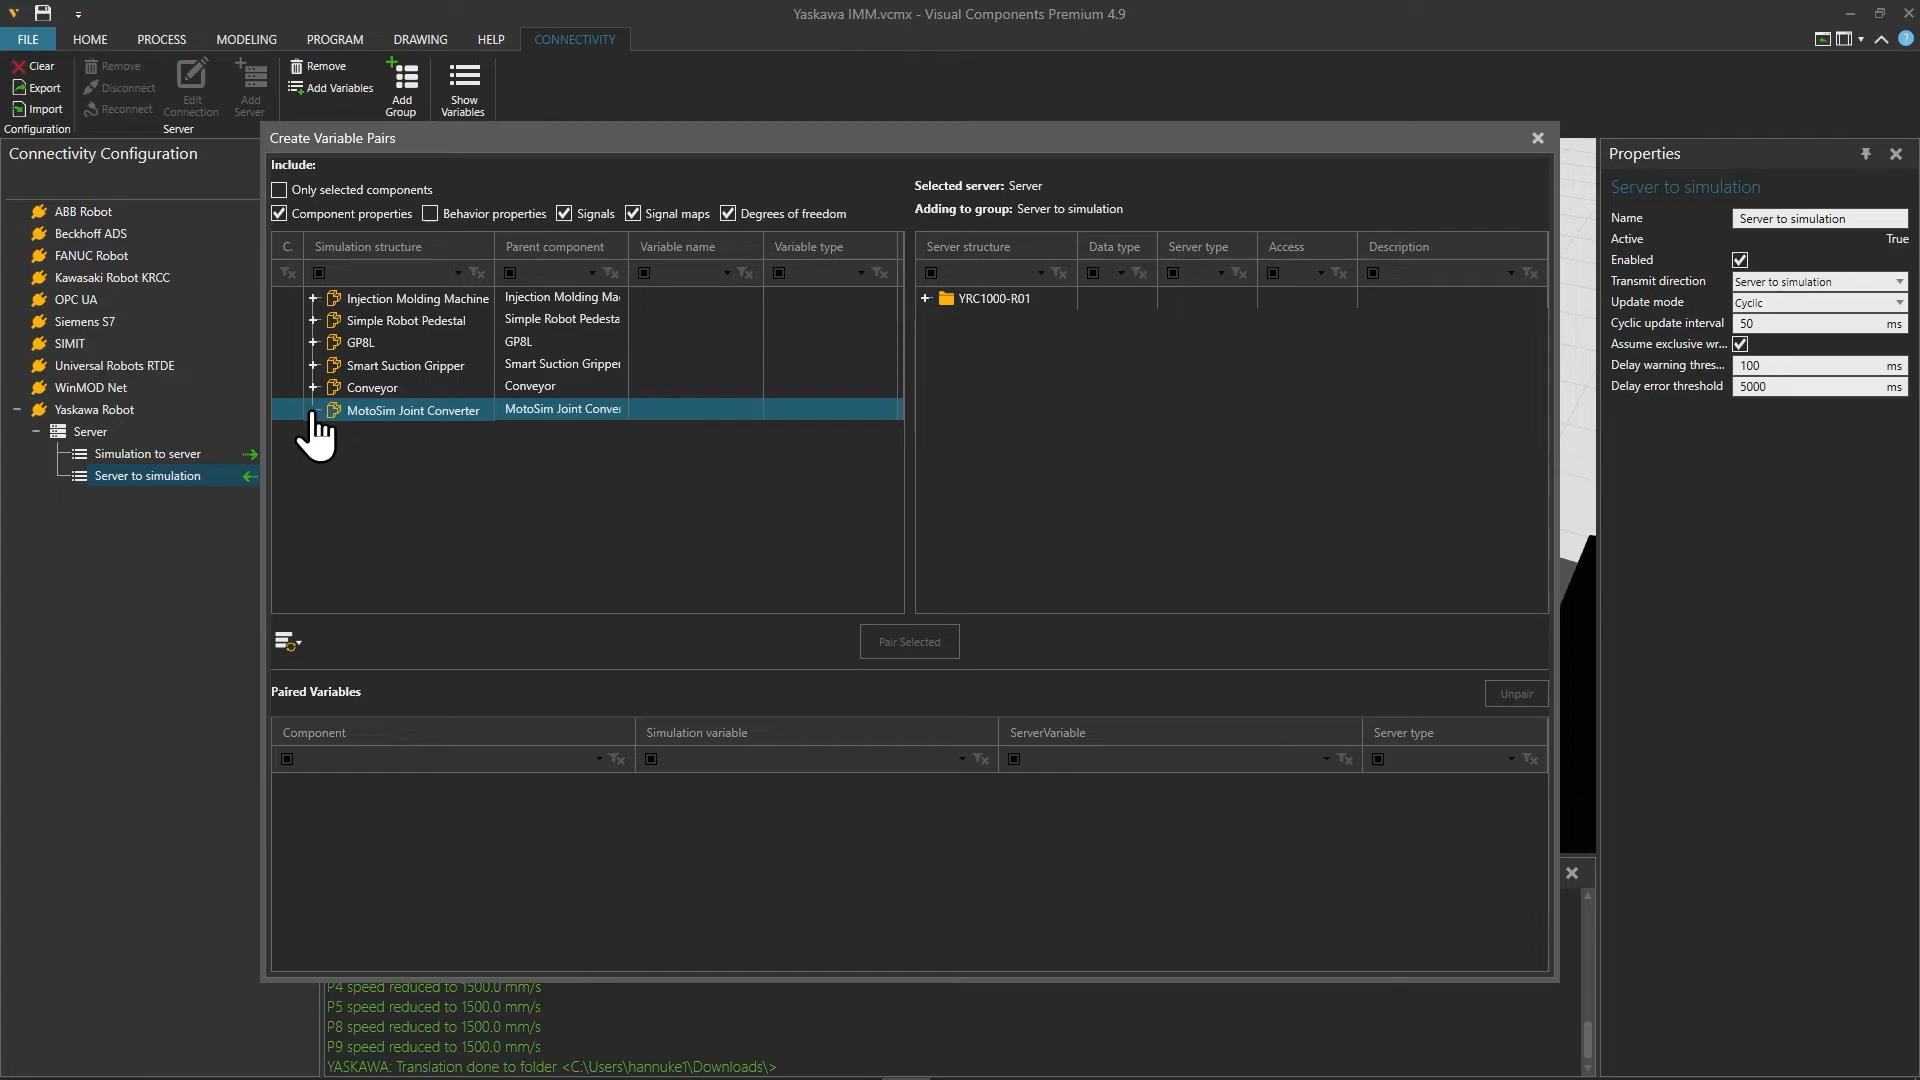 Yaskawa IMM.vcmx - Visual Components Premium 4.9
FILE HOME PROCESS MODELING PROGRAM DRAWING HELP CONNECTIVITY
Clear
Export
Import
Configuration
Remove
Disconnect
Reconnect
Edit Connection
Add Server
Server
Remove
Add Variables
Add Group
Show Variables
Connectivity Configuration
ABB Robot
Beckhoff ADS
FANUC Robot
Kawasaki Robot KRCC
OPC UA
Siemens S7
SIMIT
Universal Robots RTDE
WinMOD Net
Yaskawa Robot
Server
Simulation to server
Server to simulation
Create Variable Pairs
Include:
Only selected components
Component properties Behavior properties Signals Signal maps Degrees of freedom
Selected server: Server
Adding to group: Server to simulation
C. Simulation structure Parent component Variable name Variable type
Injection Molding Machine Injection Molding Ma
Simple Robot Pedestal Simple Robot Pedesta
GP8L GP8L
Smart Suction Gripper Smart Suction Gripper
Conveyor Conveyor
MotoSim Joint Converter MotoSim Joint Conver
Server structure Data type Server type Access Description
YRC1000-R01
Pair Selected
Paired Variables
Unpair
Component Simulation variable ServerVariable Server type
P4 speed reduced to 1500.0 mm/s
P5 speed reduced to 1500.0 mm/s
P8 speed reduced to 1500.0 mm/s
P9 speed reduced to 1500.0 mm/s
YASKAWA: Translation done to folder <C:\Users\hannuke1\Downloads\>
Properties
Server to simulation
Name Server to simulation
Active True
Enabled
Transmit direction Server to simulation
Update mode Cyclic
Cyclic update interval 50 ms
Assume exclusive wr...
Delay warning thres... 100 ms
Delay error threshold 5000 ms